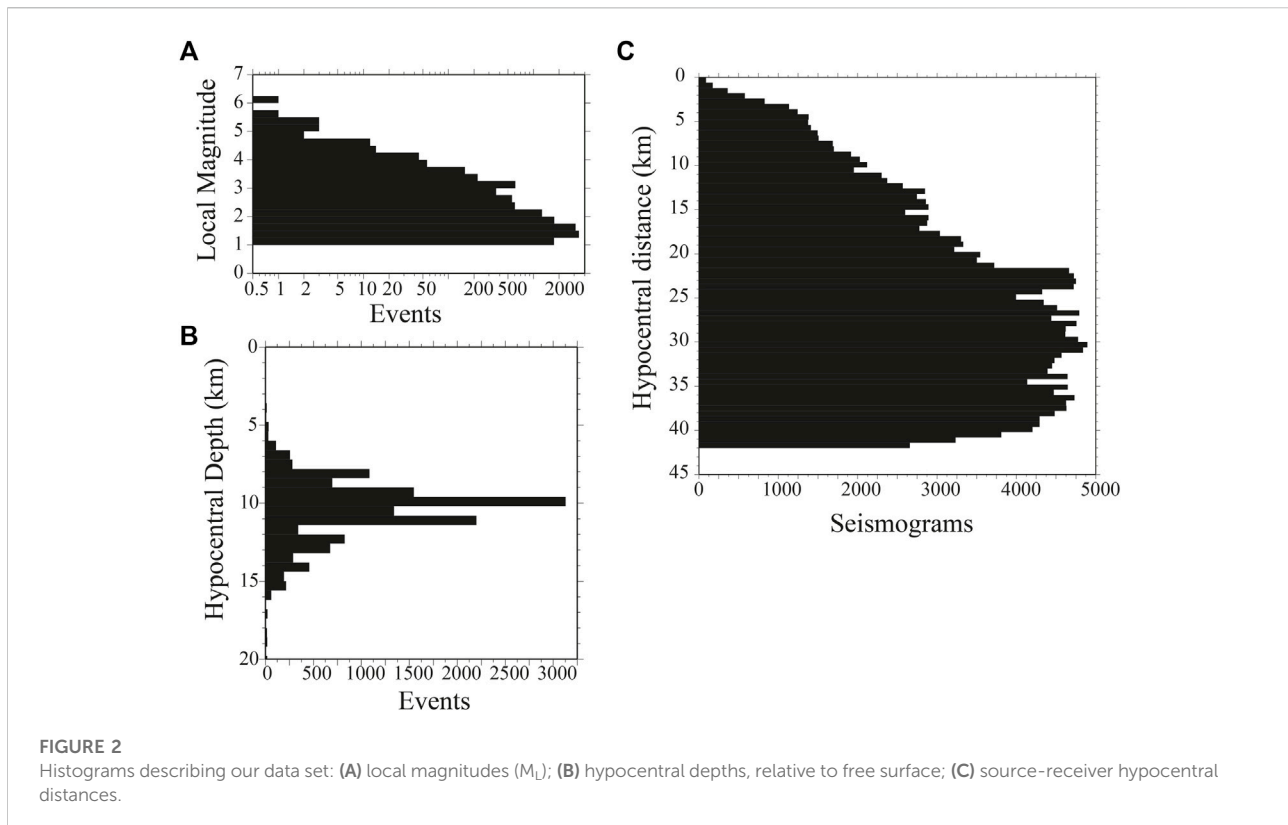 A
7
6
5
4
3
2
1
0
Local Magnitude
0.5 1 2 5 10 20 50 200 500 2000
Events
B
0
5
10
15
20
Hypocentral Depth (km)
0 500 1000 1500 2000 2500 3000
Events
C
0
5
10
15
20
25
30
35
40
45
Hypocentral distance (km)
0 1000 2000 3000 4000 5000
Seismograms
FIGURE 2
Histograms describing our data set: (A) local magnitudes (ML); (B) hypocentral depths, relative to free surface; (C) source-receiver hypocentral
distances.